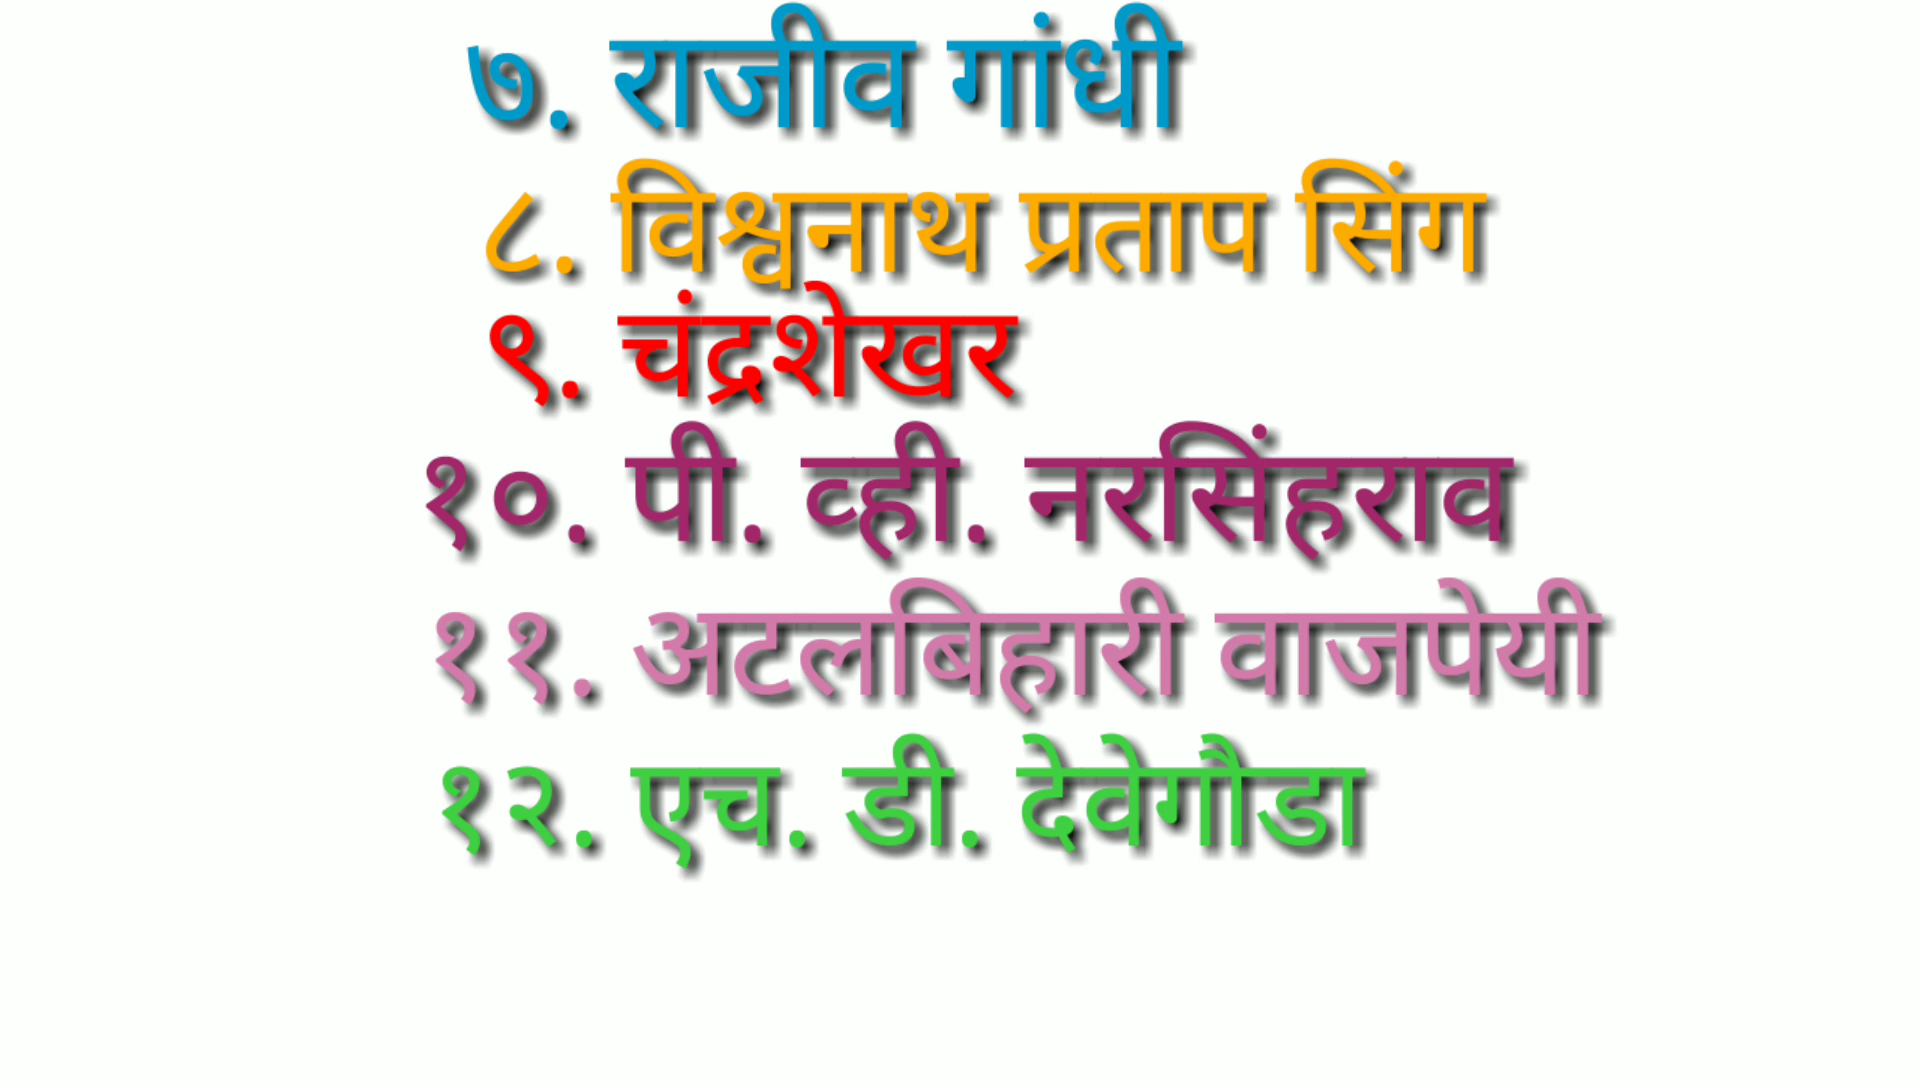 ७. राजीव गांधी
८. विश्वनाथ प्रताप सिंग
९. चंद्रशेखर
१०. पी. व्ही. नरसिंहराव
११. अटलबिहारी वाजपेयी
१२. एच. डी. देवेगौडा